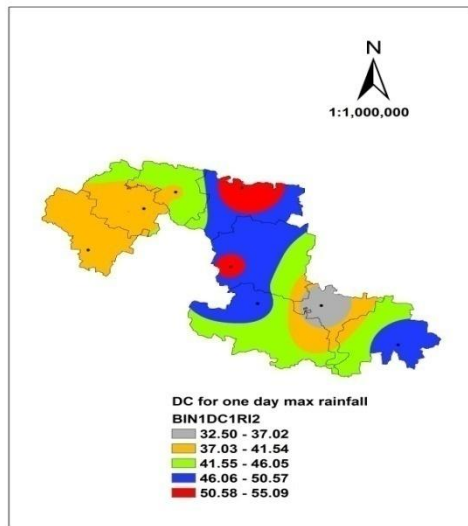 N
1:1,000,000
DC for one day max rainfall
BIN1DC1RI2
32.50 - 37.02
37.03 - 41.54
41.55 - 46.05
46.06 - 50.57
50.58 - 55.09